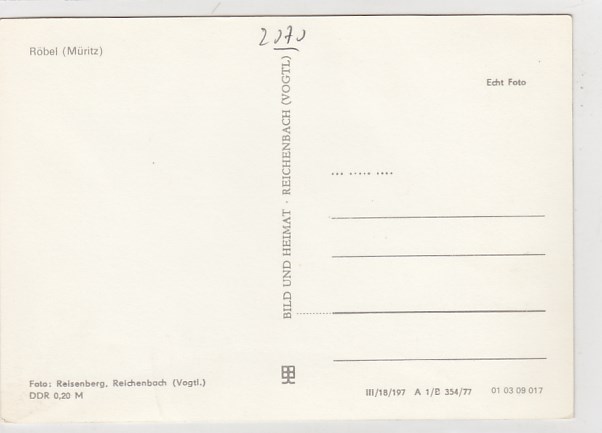 2070
Röbel (Müritz)
Echt Foto
BILD UND HEIMAT · REICHENBACH (VOGTL)
Foto: Reisenberg, Reichenbach (Vogtl.)
DDR 0,20 M
III/18/197 A 1/B 354/77 01 03 09 017